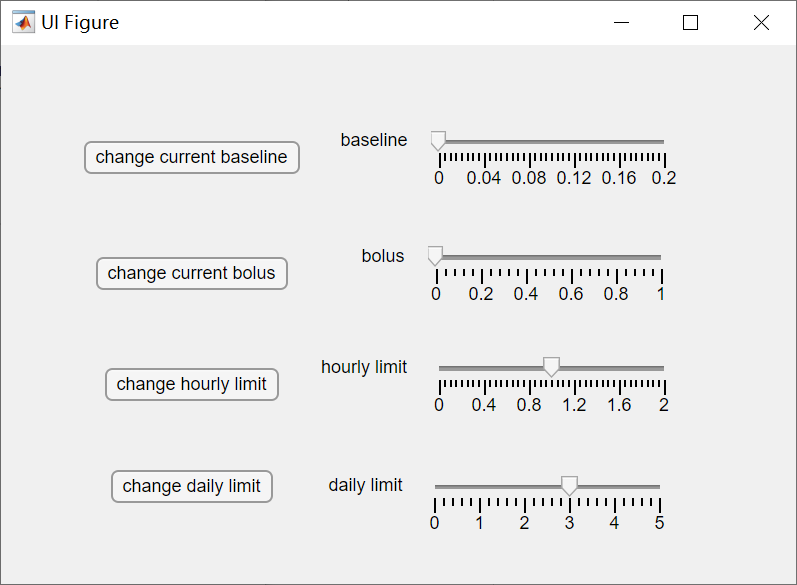 UI Figure
change current baseline
baseline
0 0.04 0.08 0.12 0.16 0.2
change current bolus
bolus
0 0.2 0.4 0.6 0.8 1
change hourly limit
hourly limit
0 0.4 0.8 1.2 1.6 2
change daily limit
daily limit
0 1 2 3 4 5